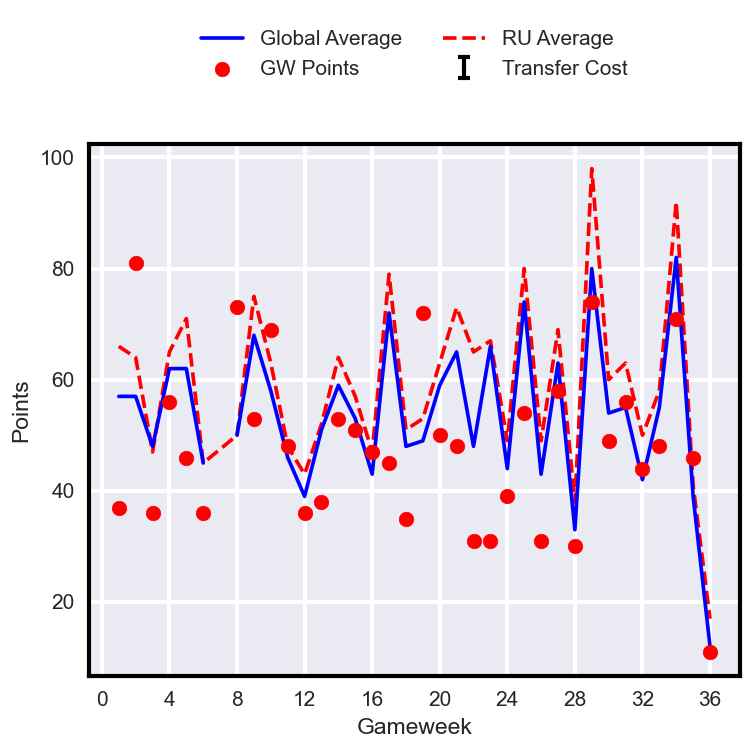 Global Average
RU Average
GW Points
Transfer Cost
Points
100
80
60
40
20
0 4 8 12 16 20 24 28 32 36
Gameweek